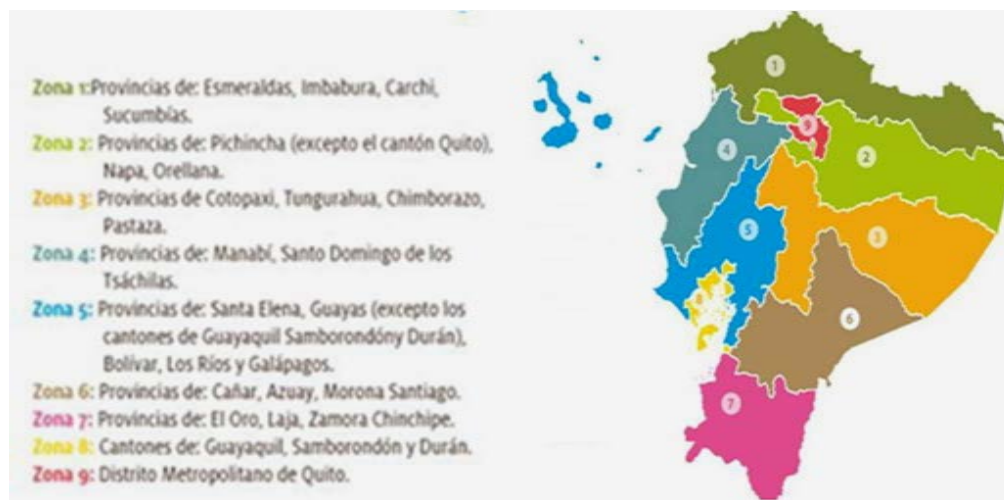 Zona 1:Provincias de: Esmeraldas, Imbabura, Carchi,
Sucumbías.
Zona 2: Provincias de: Pichincha (excepto el cantón Quito),
Napa, Orellana.
Zona 3: Provincias de Cotopaxi, Tungurahua, Chimborazo,
Pastaza.
Zona 4: Provincias de: Manabí, Santo Domingo de los
Tsáchilas.
Zona 5: Provincias de: Santa Elena, Guayas (excepto los
cantones de Guayaquil Samborondóny Durán),
Bolívar, Los Ríos y Galápagos.
Zona 6: Provincias de: Cañar, Azuay, Morona Santiago.
Zona 7: Provincias de: El Oro, Laja, Zamora Chinchipe.
Zona 8: Cantones de: Guayaquil, Samborondón y Durán.
Zona 9: Distrito Metropolitano de Quito.
1
9
4
2
5
3
6
7